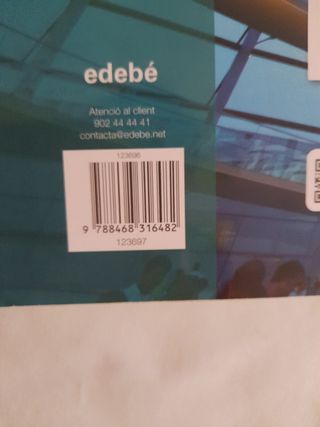 edebé
Atenció al client
902 44 44 41
contacta@edebe.net
123696
9 788468 316482
123697